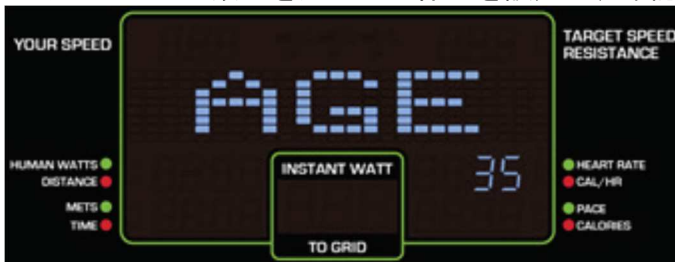 YOUR SPEED
TARGET SPEED
RESISTANCE
AGE
HUMAN WATTS
DISTANCE
METS
TIME
INSTANT WATT
35
TO GRID
HEART RATE
CAL/HR
PACE
CALORIES